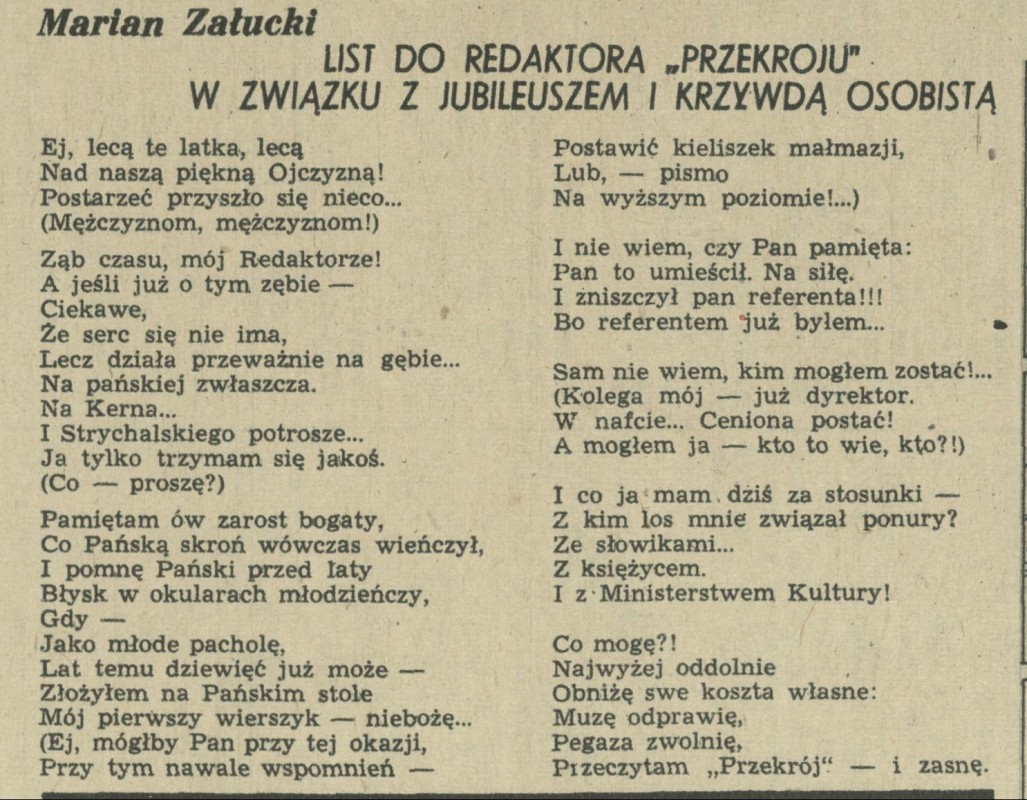 Marian Załucki
LIST DO REDAKTORA „PRZEKROJU"
W ZWIĄZKU Z JUBILEUSZEM I KRZYWDĄ OSOBISTĄ
Ej, lecą te latka, lecą
Nad naszą piękną Ojczyzną!
Postarzeć przyszło się nieco...
(Mężczyznom, mężczyznom!)
Ząb czasu, mój Redaktorze!
A jeśli już o tym zębie —
Ciekawe,
Że serc się nie ima,
Lecz działa przeważnie na gębie...
Na pańskiej zwłaszcza.
Na Kerna...
I Strychalskiego potrosze...
Ja tylko trzymam się jakoś.
(Co — proszę?)
Pamiętam ów zarost bogaty,
Co Pańską skroń wówczas wieńczył,
I pomnę Pański przed laty
Błysk w okularach młodzieńczy,
Gdy —
Jako młode pacholę,
Lat temu dziewięć już może —
Złożyłem na Pańskim stole
Mój pierwszy wierszyk — niebożę...
(Ej, mógłby Pan przy tej okazji,
Przy tym nawale wspomnień —
Postawić kieliszek małmazji,
Lub, — pismo
Na wyższym poziomie!...)
I nie wiem, czy Pan pamięta:
Pan to umieścił. Na siłę.
I zniszczył pan referenta!!!
Bo referentem już byłem...
Sam nie wiem, kim mogłem zostać!...
(Kolega mój — już dyrektor.
W nafcie... Ceniona postać!
A mogłem ja — kto to wie, kto?!)
I co ja mam dziś za stosunki —
Z kim los mnie związał ponury?
Ze słowikami...
Z księżycem.
I z Ministerstwem Kultury!
Co mogę?!
Najwyżej oddolnie
Obniżę swe koszta własne:
Muzę odprawię,
Pegaza zwolnię,
Przeczytam „Przekrój" — i zasnę.